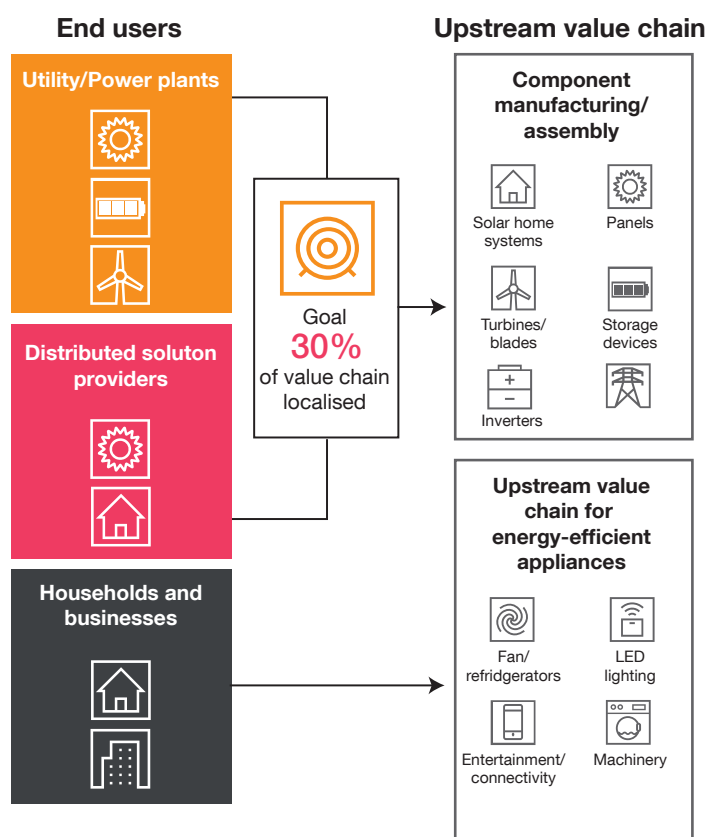 End users
Upstream value chain
Utility/Power plants
Distributed soluton
providers
Households and
businesses
Goal
30%
of value chain
localised
Component
manufacturing/
assembly
Solar home
systems
Panels
Turbines/
blades
Storage
devices
+
−
Inverters
Upstream value
chain for
energy-efficient
appliances
Fan/
refridgerators
LED
lighting
Entertainment/
connectivity
Machinery